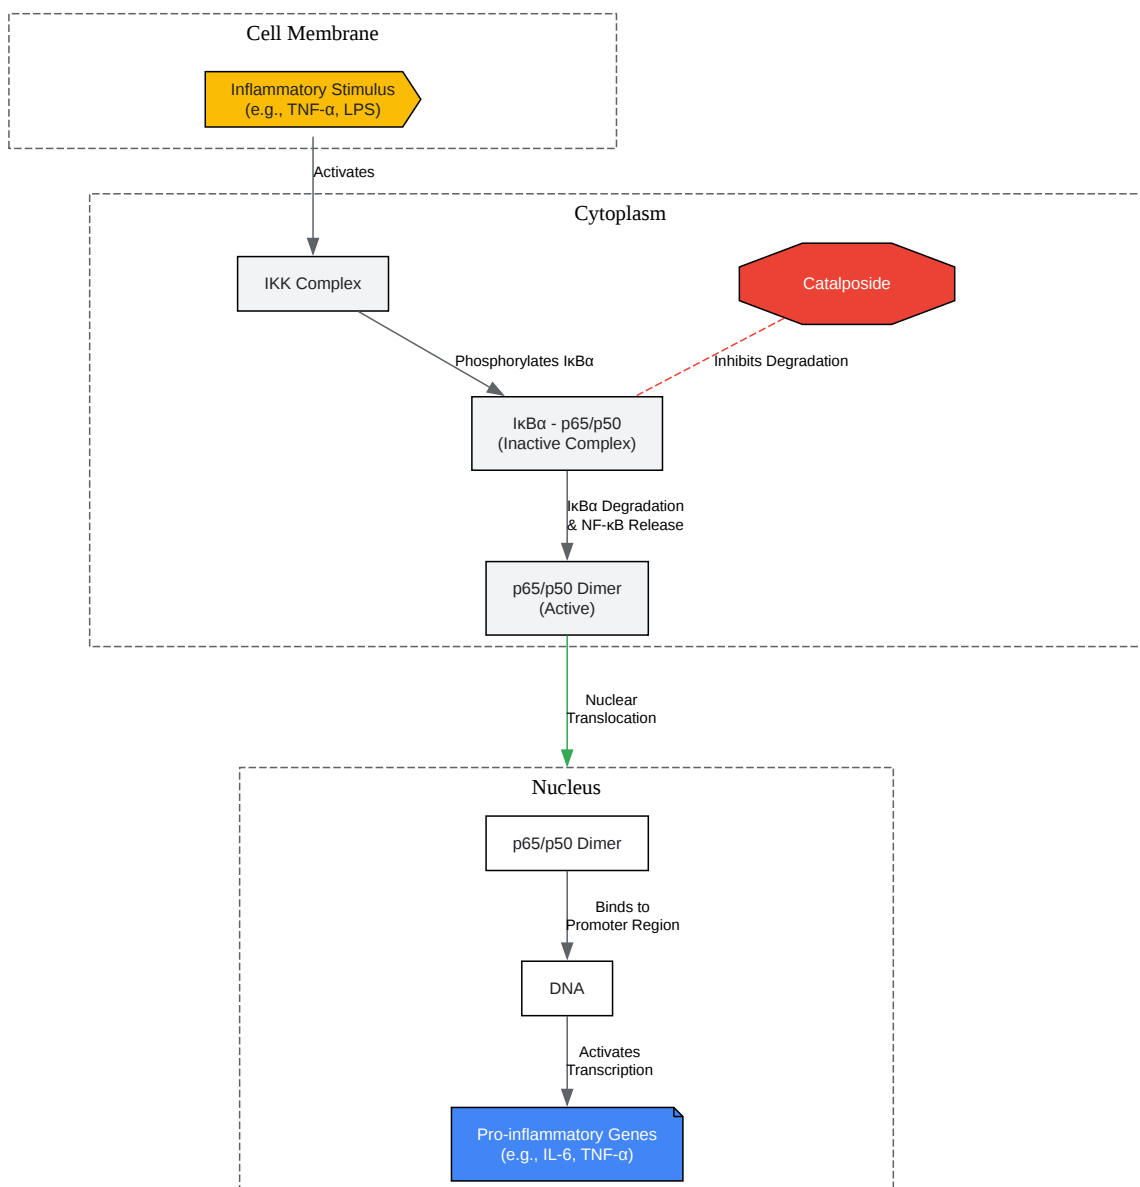 Cell Membrane
Inflammatory Stimulus
(e.g., TNF-α, LPS)
Activates
Cytoplasm
IKK Complex
Catalposide
Phosphorylates IκBα
Inhibits Degradation
IκBα - p65/p50
(Inactive Complex)
IκBα Degradation
& NF-κB Release
p65/p50 Dimer
(Active)
Nuclear
Translocation
Nucleus
p65/p50 Dimer
Binds to
Promoter Region
DNA
Activates
Transcription
Pro-inflammatory Genes
(e.g., IL-6, TNF-α)